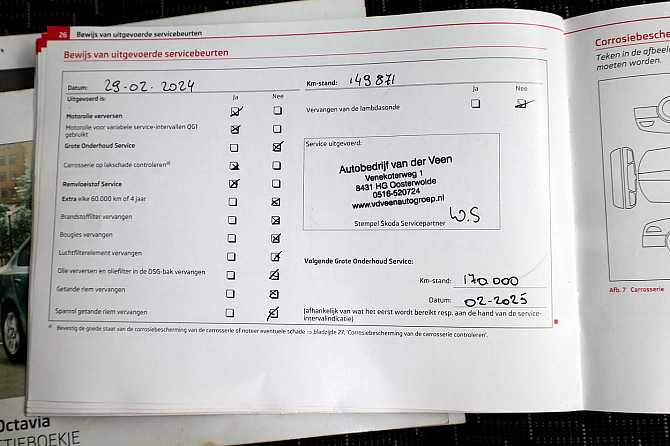 26 Bewijs van uitgevoerde servicebeurten
Bewijs van uitgevoerde servicebeurten
Datum: 29-02-2024
Uitgevoerd is: Ja Nee
Motorolie verversen
Motorolie voor variabele service-intervallen QG1
gebruikt
Grote Onderhoud Service
Carrosserie op lakschade controleren a)
Remvloeistof Service
Extra elke 60.000 km of 4 jaar
Brandstoffilter vervangen
Bougies vervangen
Luchtfilterelement vervangen
Olie verversen en oliefilter in de DSG-bak vervangen
Getande riem vervangen
Spanrol getande riem vervangen
Km-stand: 149871
Ja Nee
Vervangen van de lambdasonde
Service uitgevoerd:
Autobedrijf van der Veen
Venekoterweg 1
8431 HG Oosterwolde
0516-520724
www.vdveenautogroep.nl
W.S
Stempel Škoda Servicepartner
Volgende Grote Onderhoud Service:
Km-stand: 170.000
Datum: 02-2025
(afhankelijk van wat het eerst wordt bereikt resp. aan de hand van de service-
intervalindicatie)
a) Bevestig de goede staat van de corrosiebescherming van de carrosserie of noteer eventuele schade ⇒ bladzijde 27, 'Corrosiebescherming van de carrosserie controleren'.
Corrosiebescher
Teken in de afbeel
moeten worden.
Afb. 7 Carrosserie
Octavia
TIEBOEKJE